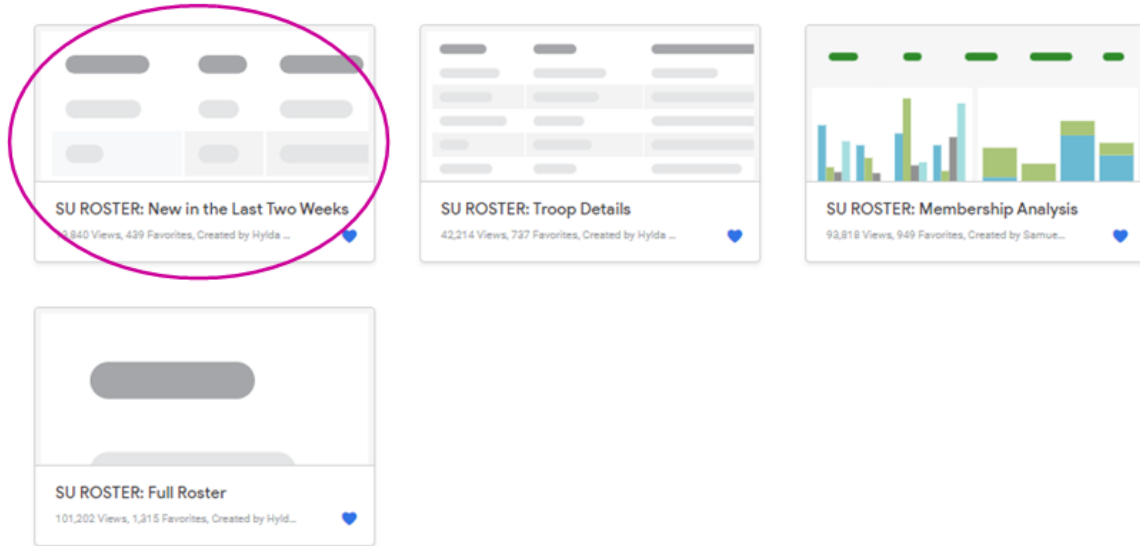 SU ROSTER: New in the Last Two Weeks
Views, 439 Favorites, Created by Hylda ...
SU ROSTER: Troop Details
42,214 Views, 737 Favorites, Created by Hylda ...
SU ROSTER: Membership Analysis
93,818 Views, 949 Favorites, Created by Samue...
SU ROSTER: Full Roster
101,202 Views, 1,315 Favorites, Created by Hyld...